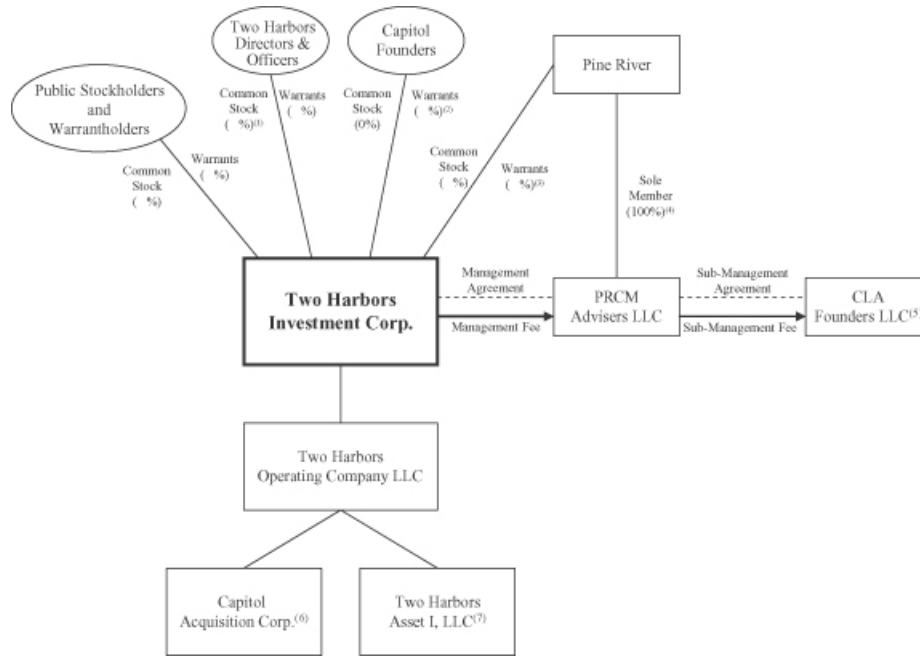 Two Harbors
Directors &
Officers
Capitol
Founders
Pine River
Public Stockholders
and
Warrantholders
Common
Stock
( %)(1)
Warrants
( %)
Common
Stock
(0%)
Warrants
( %)(2)
Common
Stock
( %)
Warrants
( %)
Common
Stock
( %)
Warrants
( %)(3)
Sole
Member
(100%)(4)
Two Harbors
Investment Corp.
Management
Agreement
Management Fee
PRCM
Advisers LLC
Sub-Management
Agreement
Sub-Management Fee
CLA
Founders LLC(5)
Two Harbors
Operating Company LLC
Capitol
Acquisition Corp.(6)
Two Harbors
Asset I, LLC(7)